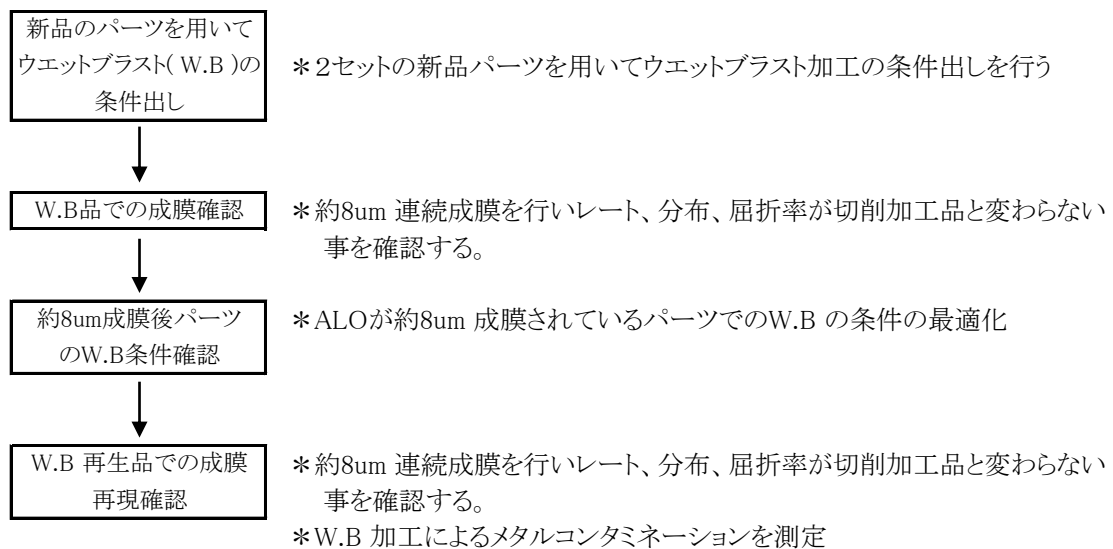 新品のパーツを用いて
ウエットブラスト( W.B )の
条件出し
＊2セットの新品パーツを用いてウエットブラスト加工の条件出しを行う
W.B品での成膜確認
＊約8um 連続成膜を行いレート、分布、屈折率が切削加工品と変わらない
事を確認する。
約8um成膜後パーツ
のW.B条件確認
＊ALOが約8um 成膜されているパーツでのW.B の条件の最適化
W.B 再生品での成膜
再現確認
＊約8um 連続成膜を行いレート、分布、屈折率が切削加工品と変わらない
事を確認する。
＊W.B 加工によるメタルコンタミネーションを測定